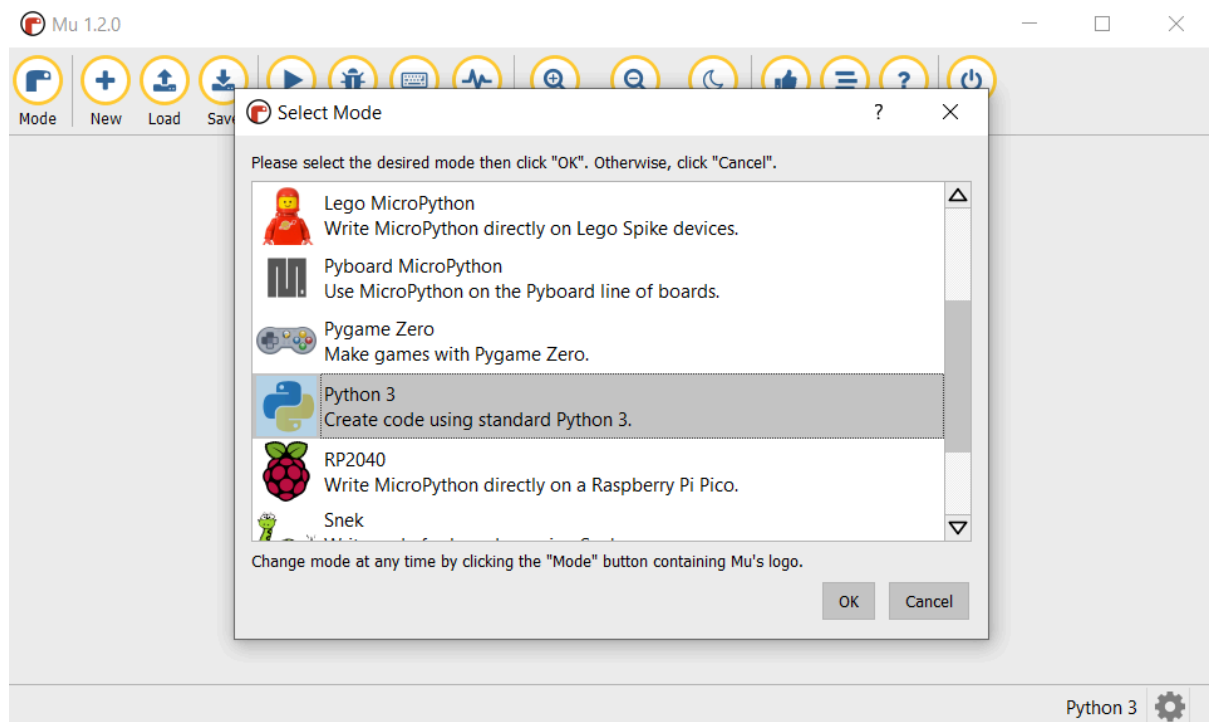 Mu 1.2.0
Mode New Load Save
Select Mode
?
Please select the desired mode then click "OK". Otherwise, click "Cancel".
Lego MicroPython
Write MicroPython directly on Lego Spike devices.
Pyboard MicroPython
Use MicroPython on the Pyboard line of boards.
Pygame Zero
Make games with Pygame Zero.
Python 3
Create code using standard Python 3.
RP2040
Write MicroPython directly on a Raspberry Pi Pico.
Snek
Change mode at any time by clicking the "Mode" button containing Mu's logo.
OK Cancel
Python 3